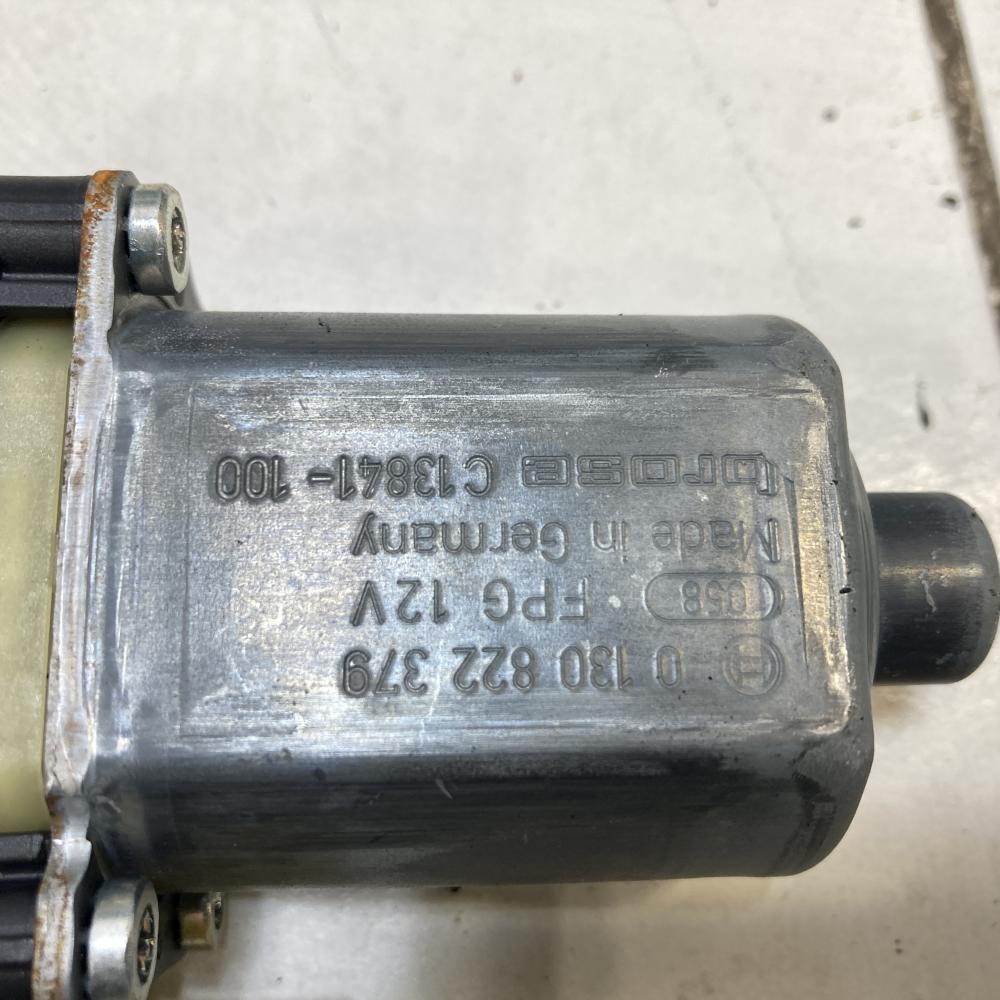 0 130 822 379
058 FPG 12V
Made in Germany
brose C13841-100